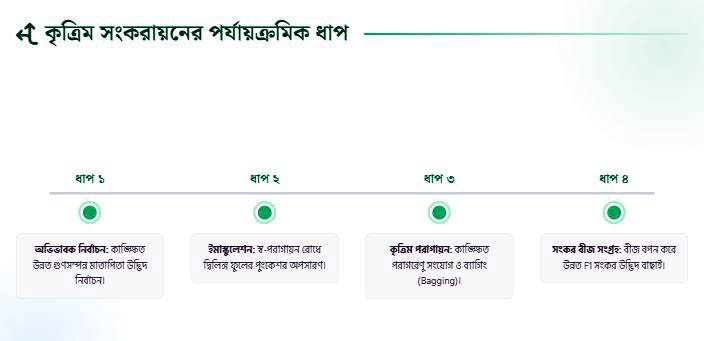 কৃত্রিম সংকরায়নের পর্যায়ক্রমিক ধাপ
ধাপ ১
ধাপ ২
ধাপ ৩
ধাপ ৪
অভিভাবক নির্বাচন: কাঙ্ক্ষিত
উন্নত গুণসম্পন্ন মাতাপিতা উদ্ভিদ
নির্বাচন।
ইমাস্কুলেশন: স্ব-পরাগায়ন রোধে
দ্বিলিঙ্গ ফুলের পুংকেশর অপসারণ।
কৃত্রিম পরাগায়ন: কাঙ্ক্ষিত
পরাগরেণু সংযোগ ও ব্যাগিং
(Bagging)।
সংকর বীজ সংগ্রহ: বীজ বপন করে
উন্নত F1 সংকর উদ্ভিদ বাছাই।